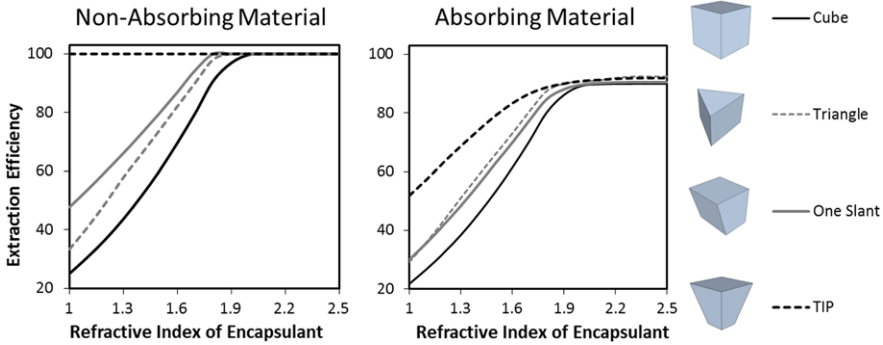 Non-Absorbing Material
Absorbing Material
Extraction Efficiency
100
80
60
40
20
1 1.3 1.6 1.9 2.2 2.5
Refractive Index of Encapsulant
100
80
60
40
20
1 1.3 1.6 1.9 2.2 2.5
Refractive Index of Encapsulant
Cube
Triangle
One Slant
TIP